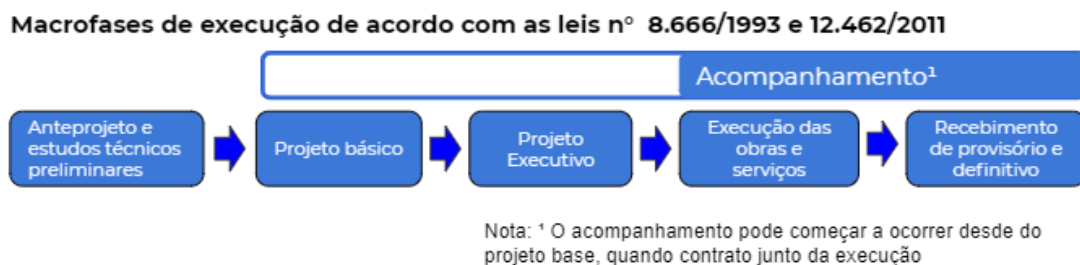 Macrofases de execução de acordo com as leis n° 8.666/1993 e 12.462/2011
Acompanhamento¹
Anteprojeto e
estudos técnicos
preliminares
Projeto básico
Projeto
Executivo
Execução das
obras e
serviços
Recebimento
de provisório e
definitivo
Nota: ¹ O acompanhamento pode começar a ocorrer desde do
projeto base, quando contrato junto da execução